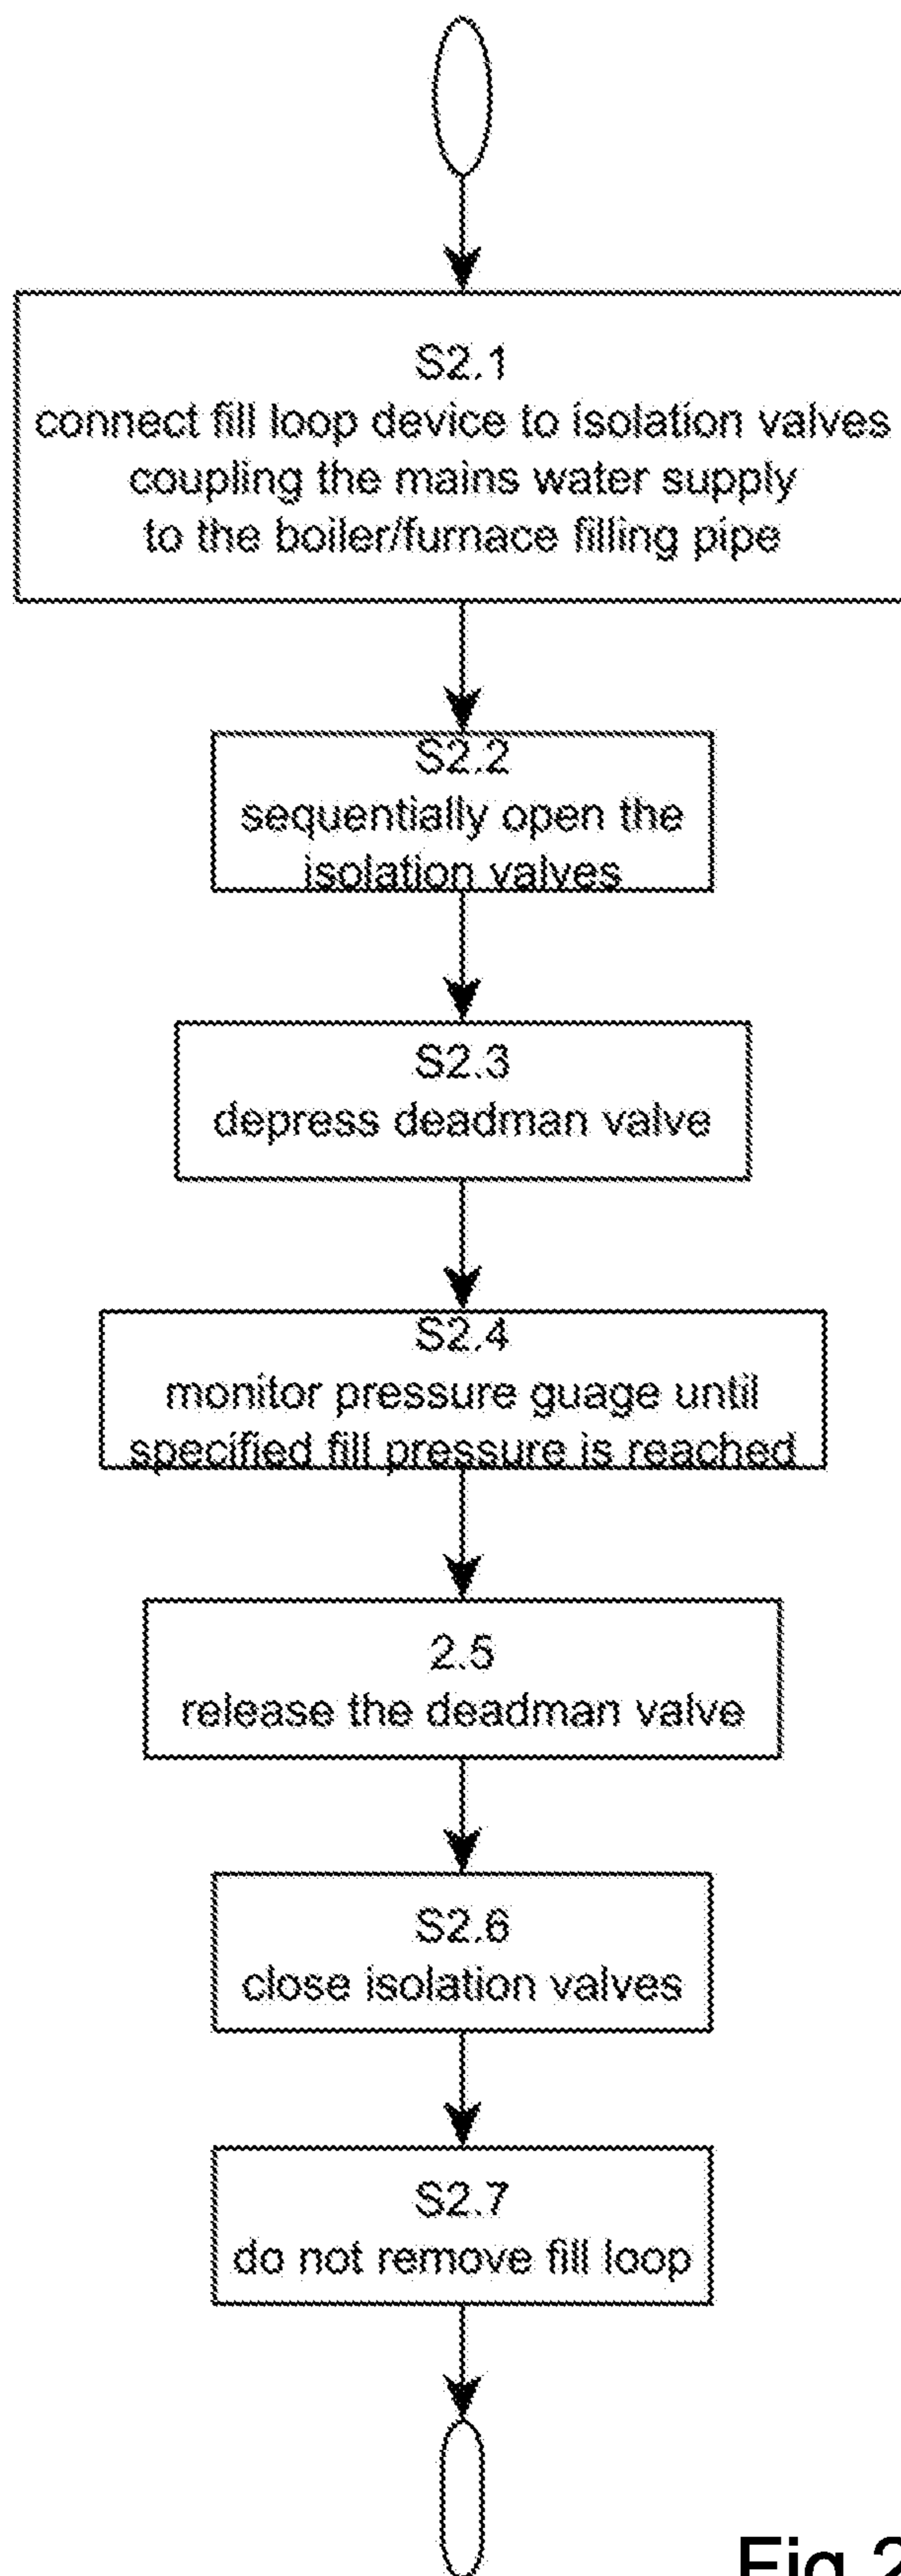 S2.1
connect fill loop device to isolation valves
coupling the mains water supply
to the boiler/furnace filling pipe
S2.2
sequentially open the
isolation valves
S2.3
depress deadman valve
S2.4
monitor pressure guage until
specified fill pressure is reached
2.5
release the deadman valve
S2.6
close isolation valves
S2.7
do not remove fill loop
Fig 2